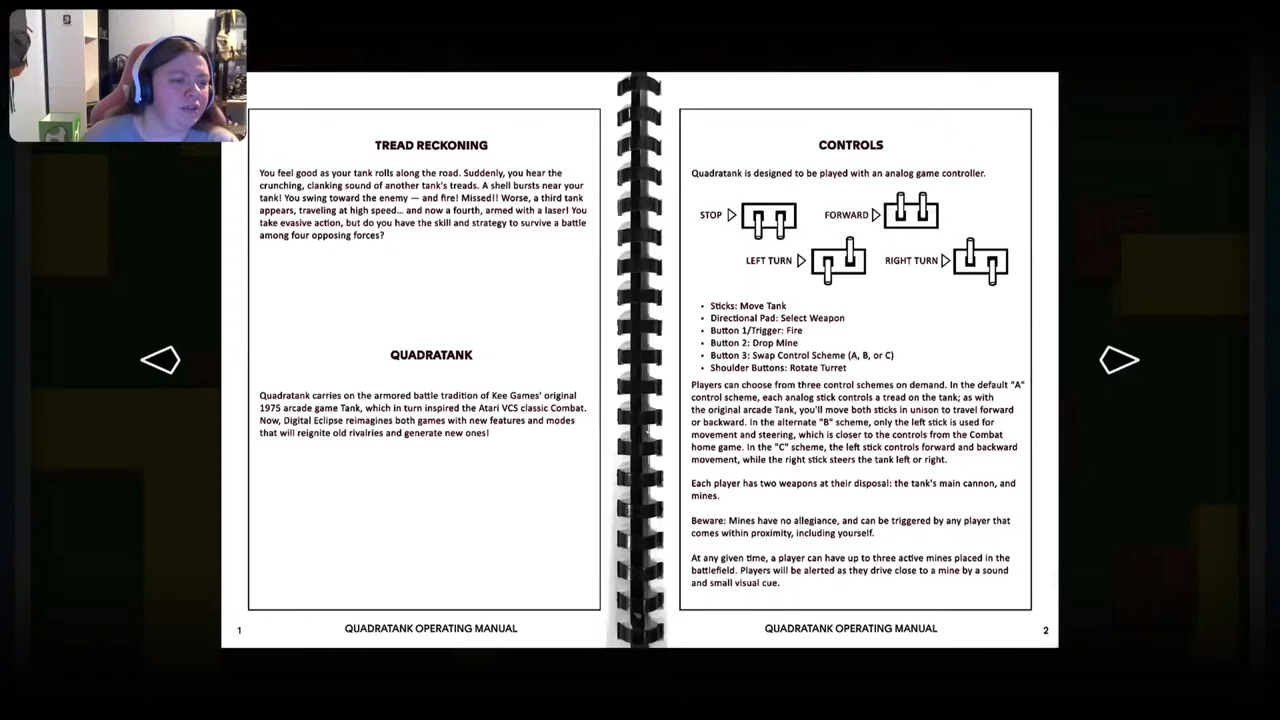 TREAD RECKONING
You feel good as your tank rolls along the road. Suddenly, you hear the
crunching, clanking sound of another tank's treads. A shell bursts near your
tank! You swing toward the enemy — and fire! Missed!! Worse, a third tank
appears, traveling at high speed... and now a fourth, armed with a laser! You
take evasive action, but do you have the skill and strategy to survive a battle
among four opposing forces?
QUADRATANK
Quadratank carries on the armored battle tradition of Kee Games' original
1975 arcade game Tank, which in turn inspired the Atari VCS classic Combat.
Now, Digital Eclipse reimagines both games with new features and modes
that will reignite old rivalries and generate new ones!
1
QUADRATANK OPERATING MANUAL
CONTROLS
Quadratank is designed to be played with an analog game controller.
STOP
FORWARD
LEFT TURN
RIGHT TURN
• Sticks: Move Tank
• Directional Pad: Select Weapon
• Button 1/Trigger: Fire
• Button 2: Drop Mine
• Button 3: Swap Control Scheme (A, B, or C)
• Shoulder Buttons: Rotate Turret
Players can choose from three control schemes on demand. In the default "A"
control scheme, each analog stick controls a tread on the tank; as with
the original arcade Tank, you'll move both sticks in unison to travel forward
or backward. In the alternate "B" scheme, only the left stick is used for
movement and steering, which is closer to the controls from the Combat
home game. In the "C" scheme, the left stick controls forward and backward
movement, while the right stick steers the tank left or right.
Each player has two weapons at their disposal: the tank's main cannon, and
mines.
Beware: Mines have no allegiance, and can be triggered by any player that
comes within proximity, including yourself.
At any given time, a player can have up to three active mines placed in the
battlefield. Players will be alerted as they drive close to a mine by a sound
and small visual cue.
QUADRATANK OPERATING MANUAL
2